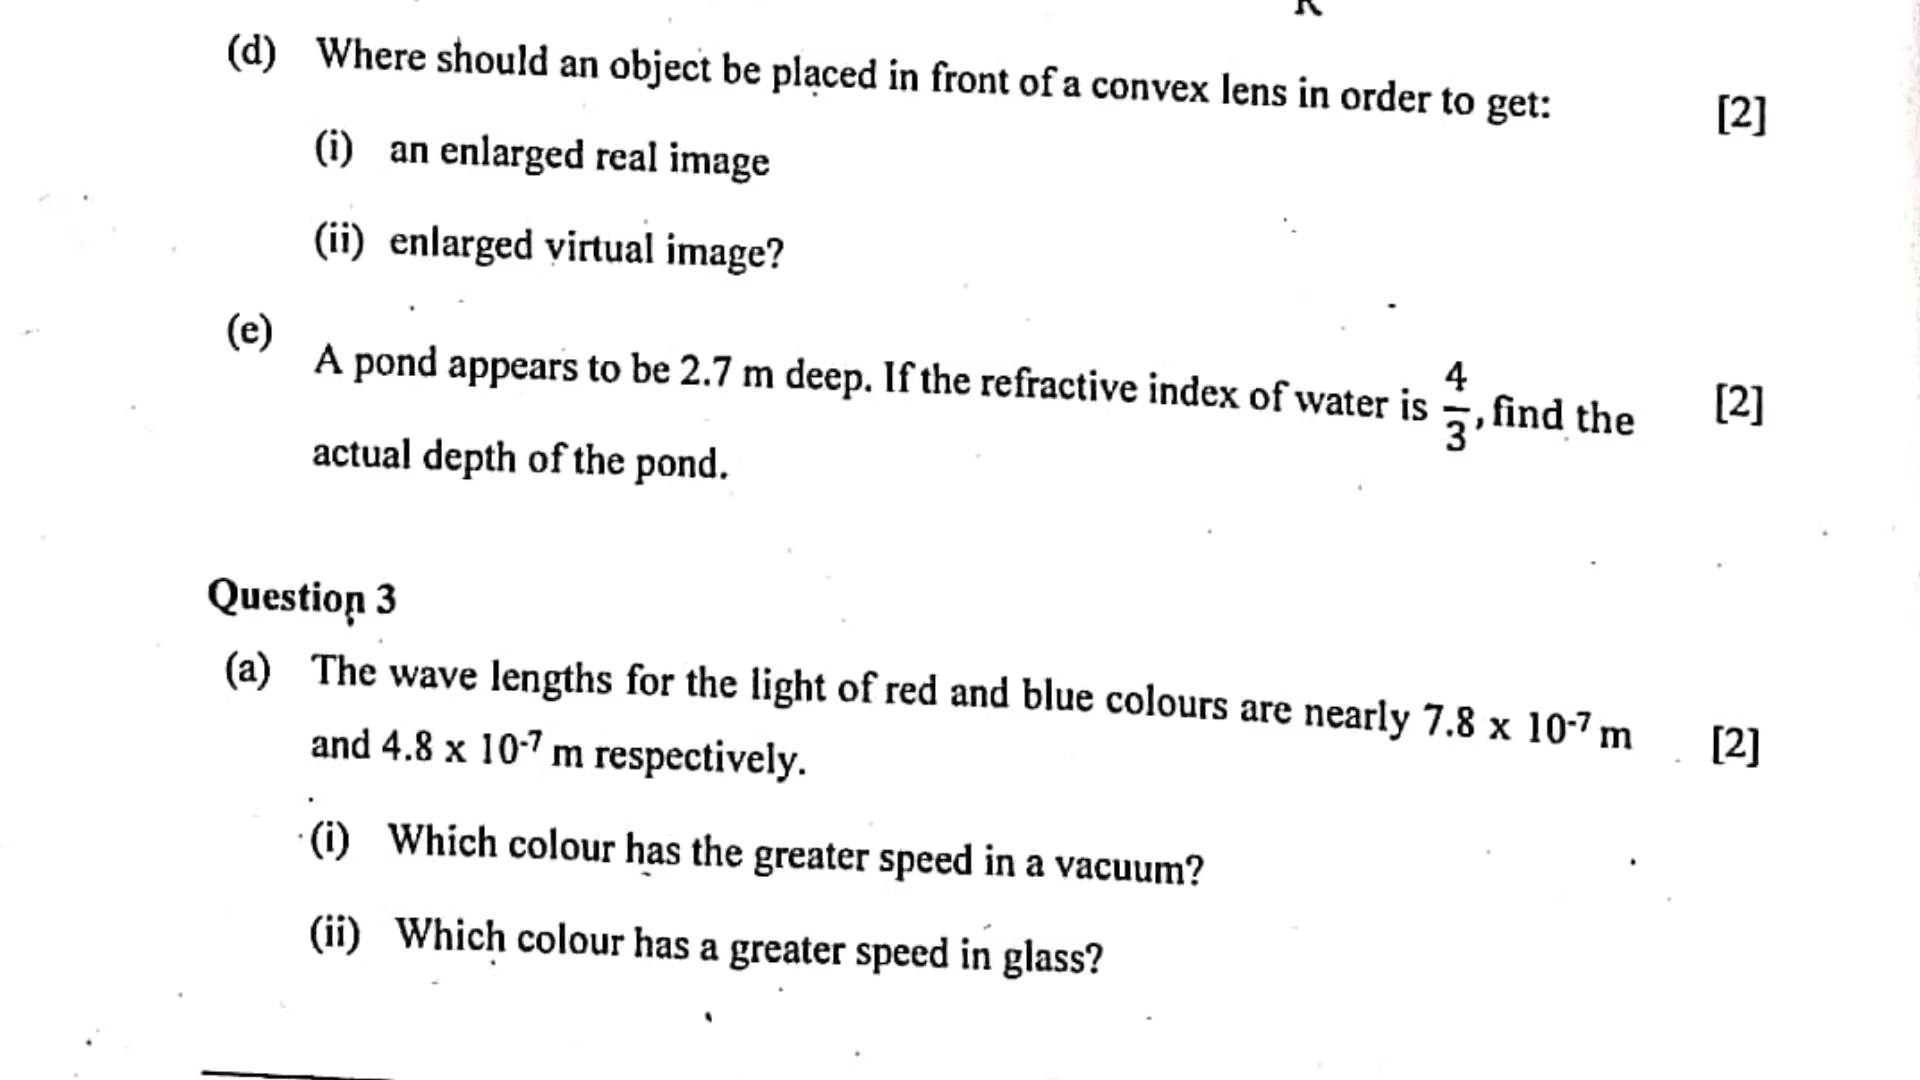 (d) Where should an object be placed in front of a convex lens in order to get: [2]
(i) an enlarged real image
(ii) enlarged virtual image?
(e) A pond appears to be 2.7 m deep. If the refractive index of water is 4/3, find the [2]
actual depth of the pond.
Question 3
(a) The wave lengths for the light of red and blue colours are nearly 7.8 x 10⁻⁷ m [2]
and 4.8 x 10⁻⁷ m respectively.
(i) Which colour has the greater speed in a vacuum?
(ii) Which colour has a greater speed in glass?